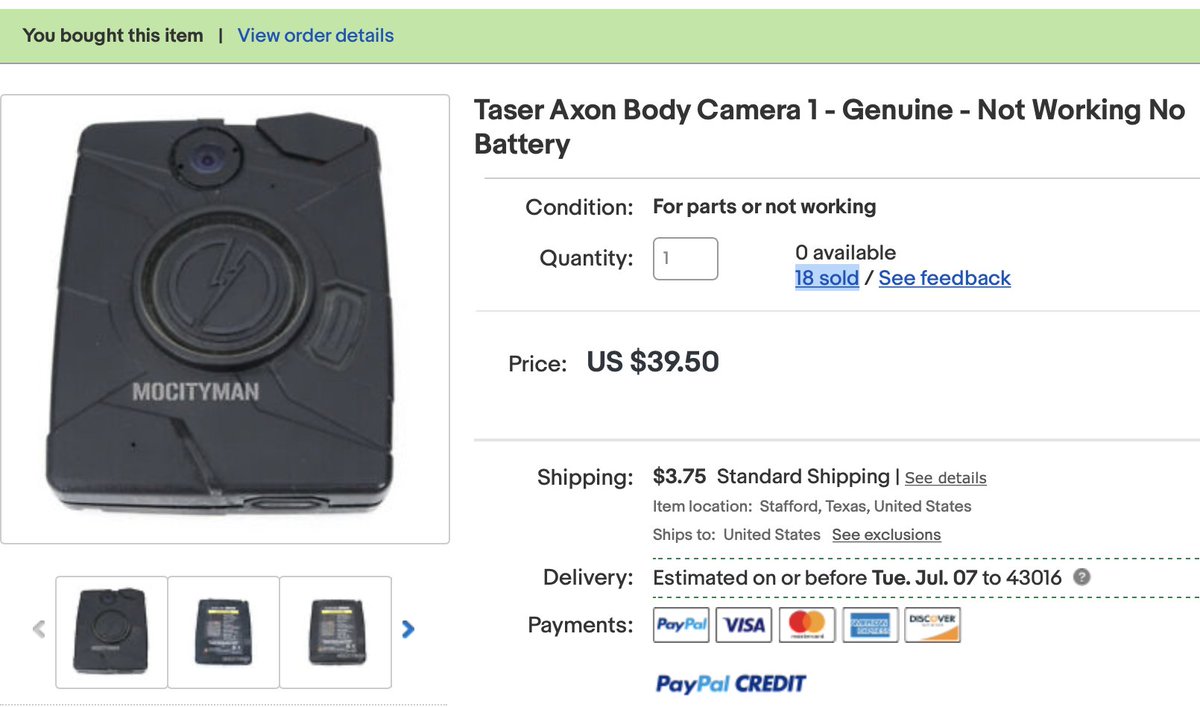 You bought this item | View order details
Taser Axon Body Camera 1 - Genuine - Not Working No
Battery
Condition: For parts or not working
Quantity: 1 0 available
18 sold / See feedback
MOCITYMAN
Price: US $39.50
Shipping: $3.75 Standard Shipping | See details
Item location: Stafford, Texas, United States
Ships to: United States See exclusions
Delivery: Estimated on or before Tue. Jul. 07 to 43016 ?
Payments: PayPal VISA mastercard AMERICAN EXPRESS DISCOVER
PayPal CREDIT
MOCITYMAN